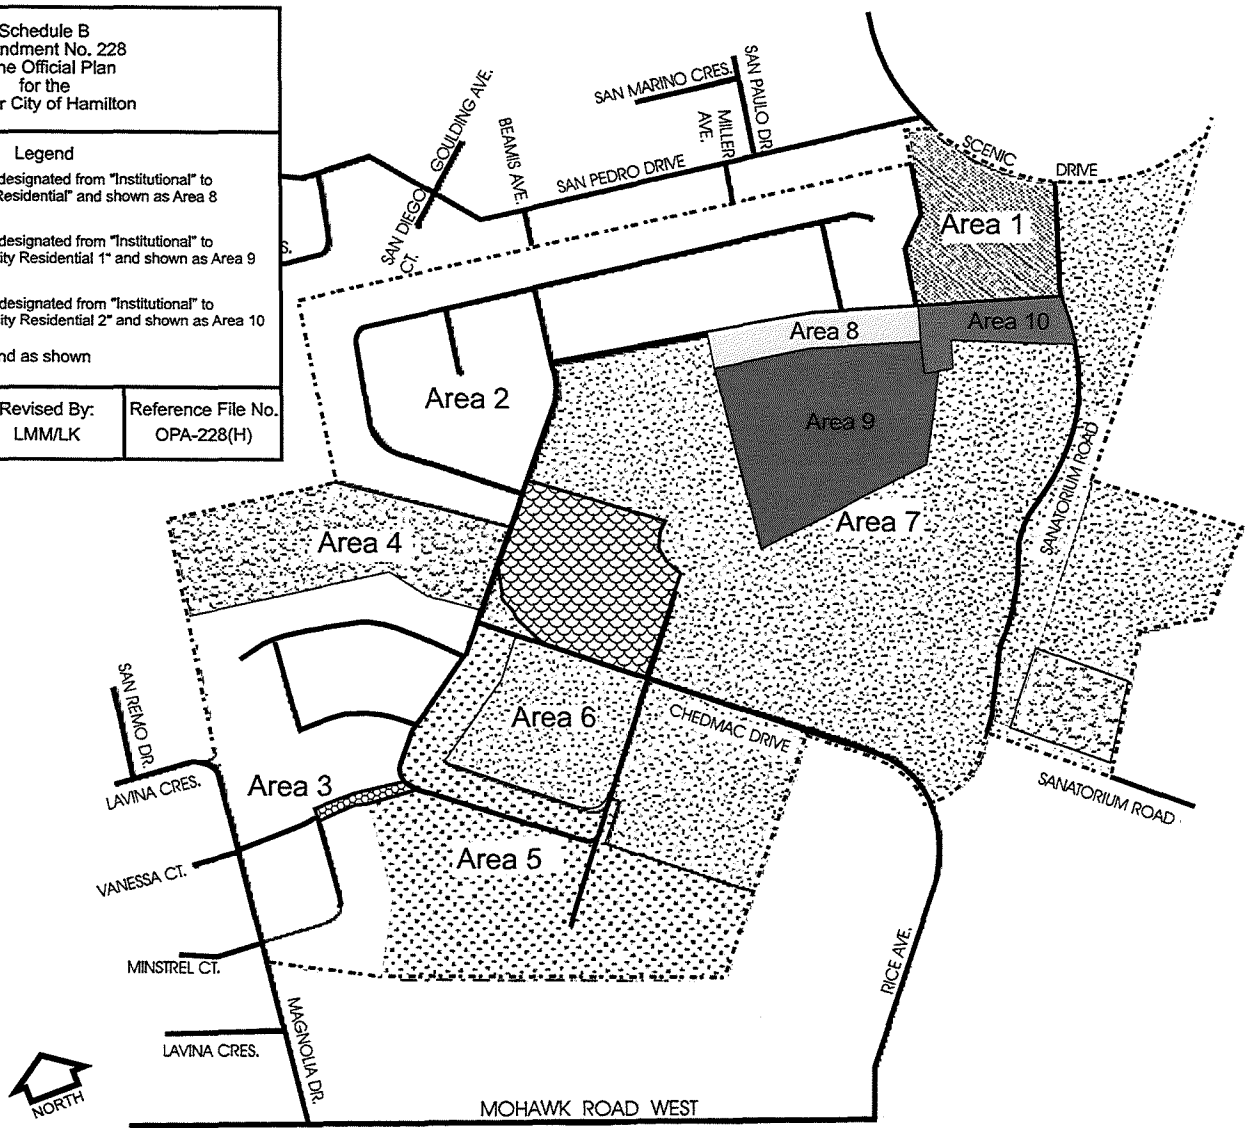 Schedule B
ndment No. 228
ne Official Plan
for the
r City of Hamilton
Legend
designated from "Institutional" to
Residential" and shown as Area 8
designated from "Institutional" to
ity Residential 1" and shown as Area 9
designated from "Institutional" to
ity Residential 2" and shown as Area 10
nd as shown
Revised By:
LMM/LK
Reference File No.
OPA-228(H)
S.
SAN DIEGO
CT.
GOULDING AVE.
BEAMIS AVE.
SAN MARINO CRES.
SAN PAULO DR.
MILLER
AVE.
SAN PEDRO DRIVE
SCENIC
DRIVE
Area 1
Area 8
Area 10
Area 2
Area 9
Area 7
SANATORIUM ROAD
Area 4
Area 6
CHEDMAC DRIVE
SAN REMO DR.
LAVINA CRES.
Area 3
SANATORIUM ROAD
Area 5
VANESSA CT.
MINSTREL CT.
RICE AVE.
MAGNOLIA DR.
LAVINA CRES.
NORTH
MOHAWK ROAD WEST